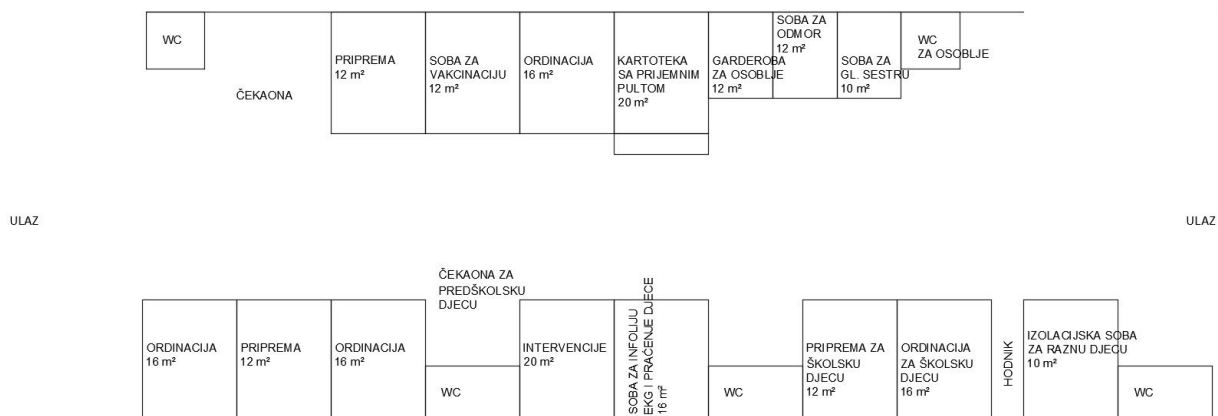 WC
ČEKAONA
PRIPREMA
12 m²
SOBA ZA
VAKCINACIJU
12 m²
ORDINACIJA
16 m²
KARTOTEKA
SA PRIJEMNIM
PULTOM
20 m²
GARDEROBA
ZA OSOBLJE
12 m²
SOBA ZA
ODMOR
12 m²
SOBA ZA
GL. SESTRU
10 m²
WC
ZA OSOBLJE
ULAZ
ULAZ
ORDINACIJA
16 m²
PRIPREMA
12 m²
ORDINACIJA
16 m²
ČEKAONA ZA
PREDŠKOLSKU
DJECU
WC
INTERVENCIJE
20 m²
SOBA ZA INFOLIJU
EKG I PRAČENJE DJECE
16 m²
WC
PRIPREMA ZA
ŠKOLSKU
DJECU
12 m²
ORDINACIJA
ZA ŠKOLSKU
DJECU
16 m²
HODNIK
IZOLACIJSKA SOBA
ZA RAZNU DJECU
10 m²
WC